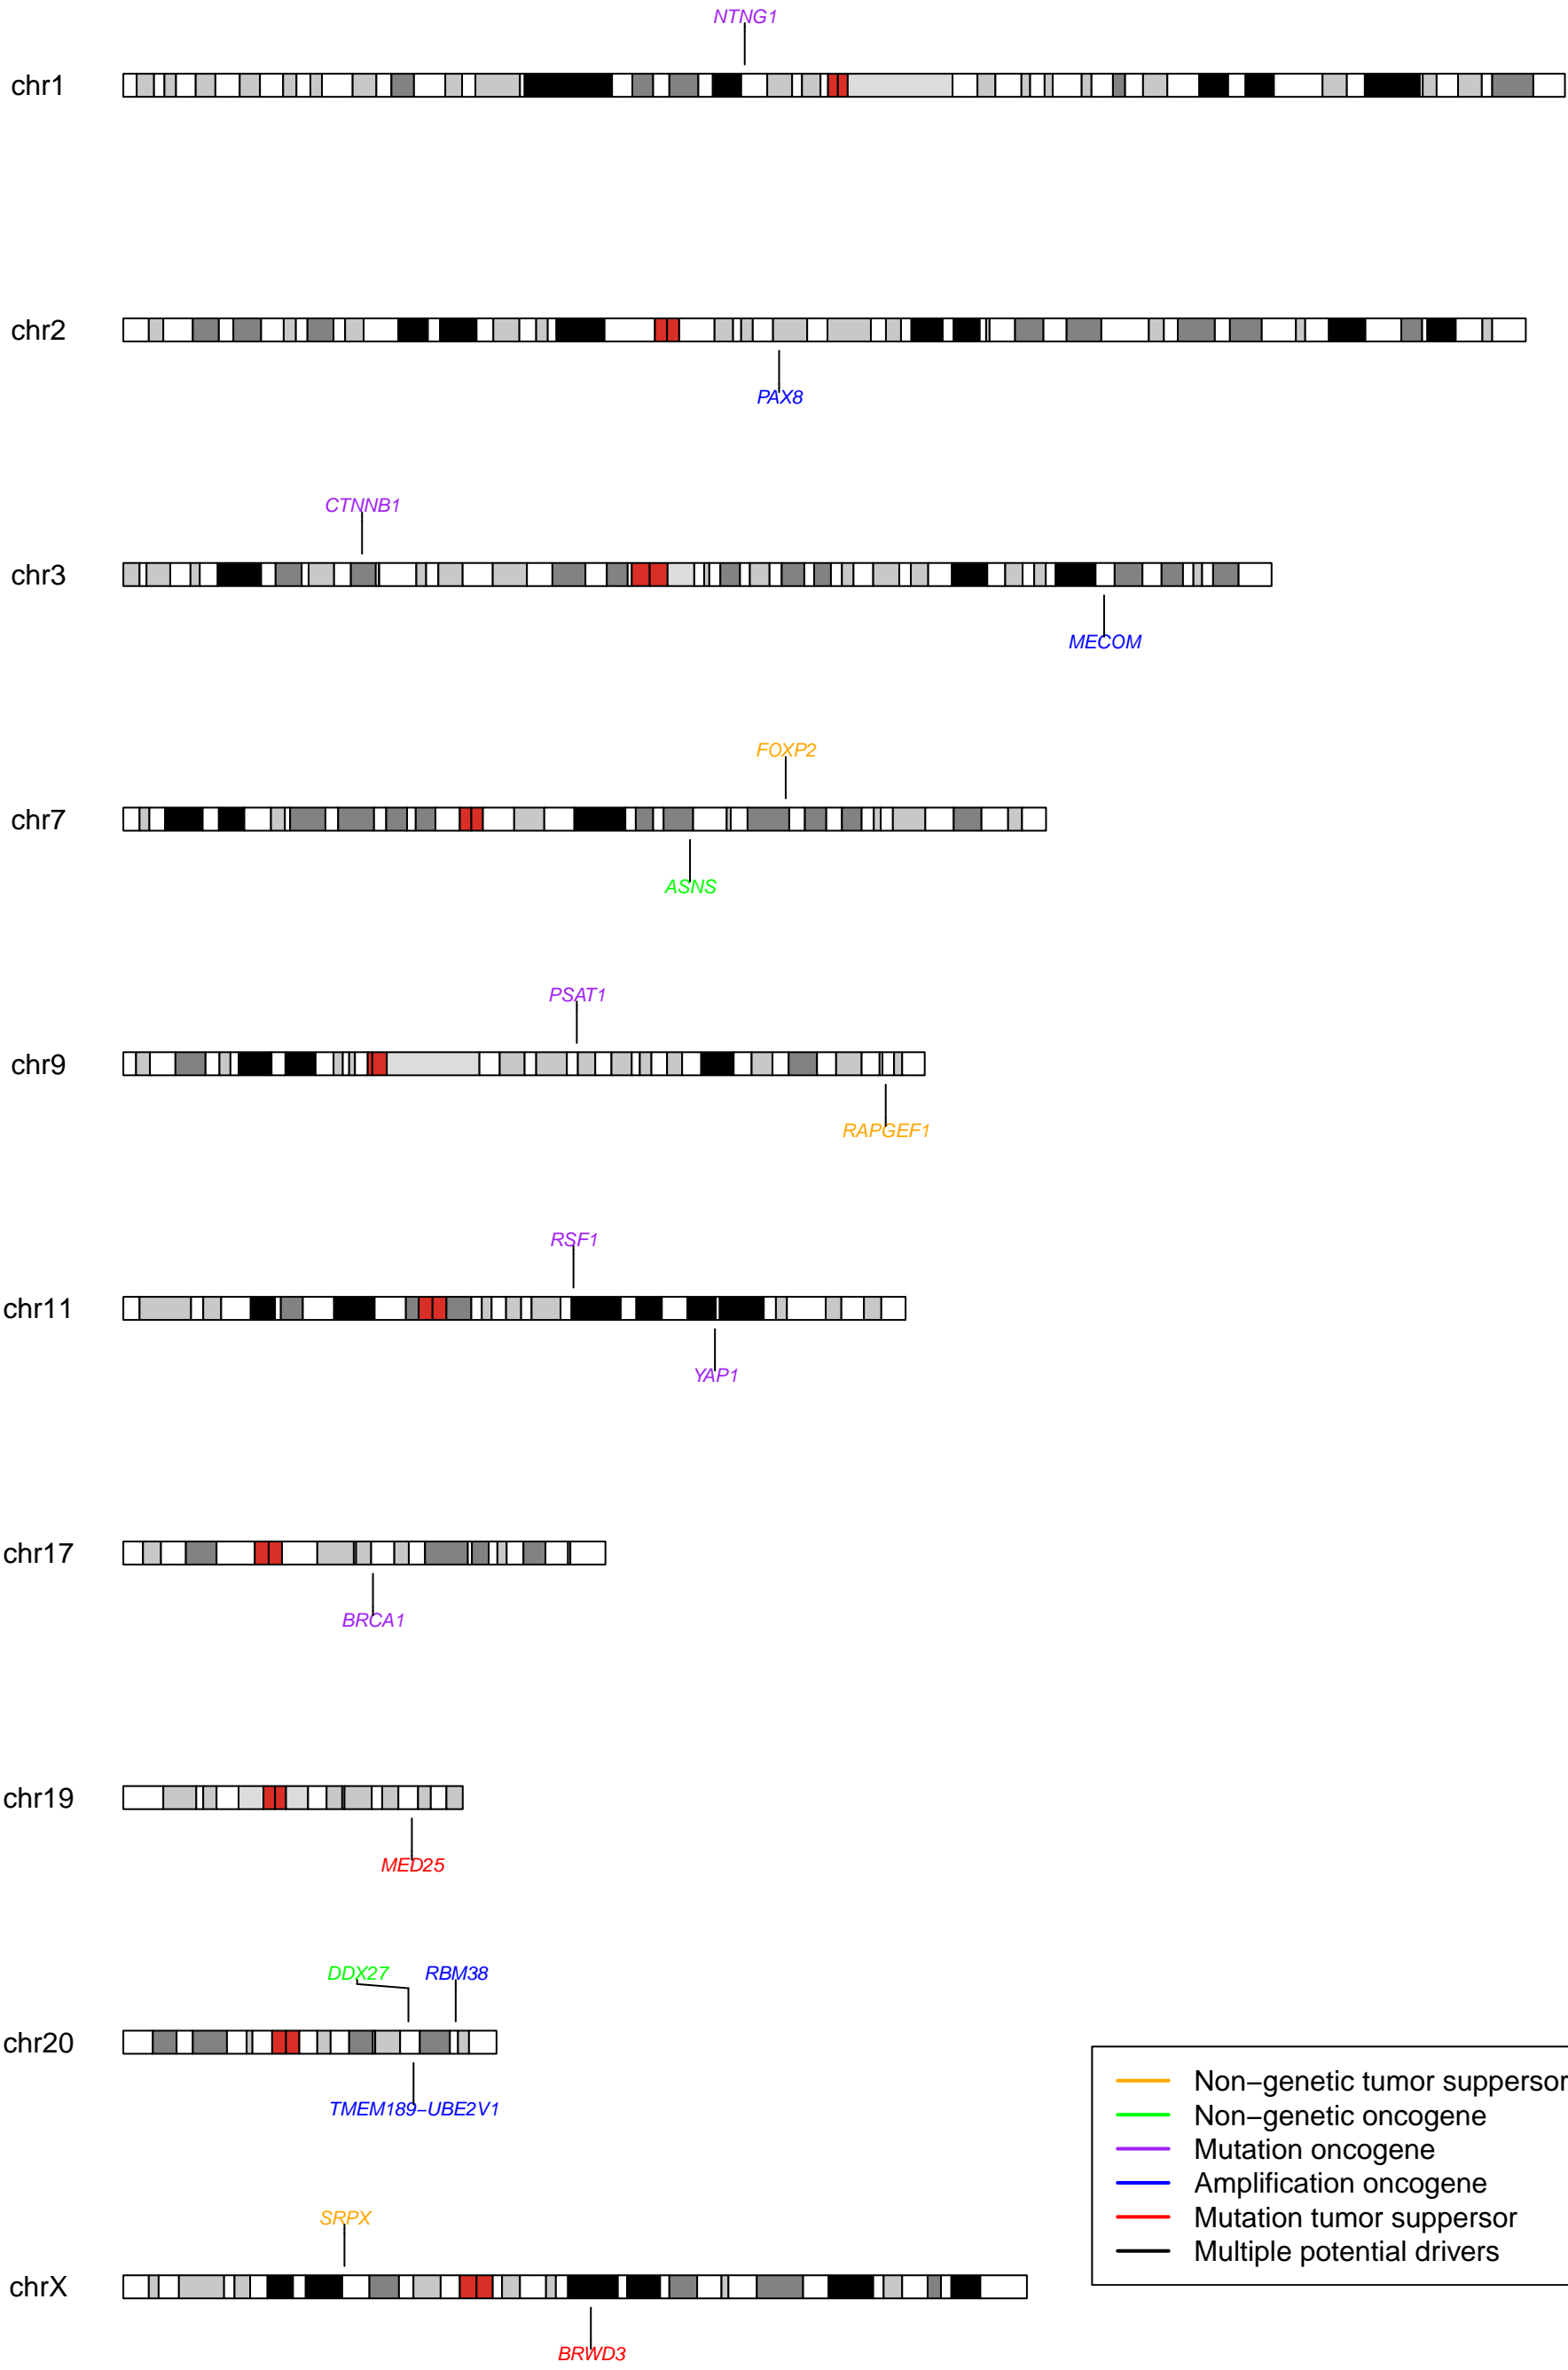 NTNG1
chr1
chr2
PAX8
CTNNB1
chr3
MECOM
FOXP2
chr7
ASNS
PSAT1
chr9
RAPGEF1
RSF1
chr11
YAP1
chr17
BRCA1
chr19
MED25
DDX27 RBM38
chr20
TMEM189−UBE2V1
Non−genetic tumor suppersor
Non−genetic oncogene
Mutation oncogene
Amplification oncogene
Mutation tumor suppersor
Multiple potential drivers
SRPX
chrX
BRWD3